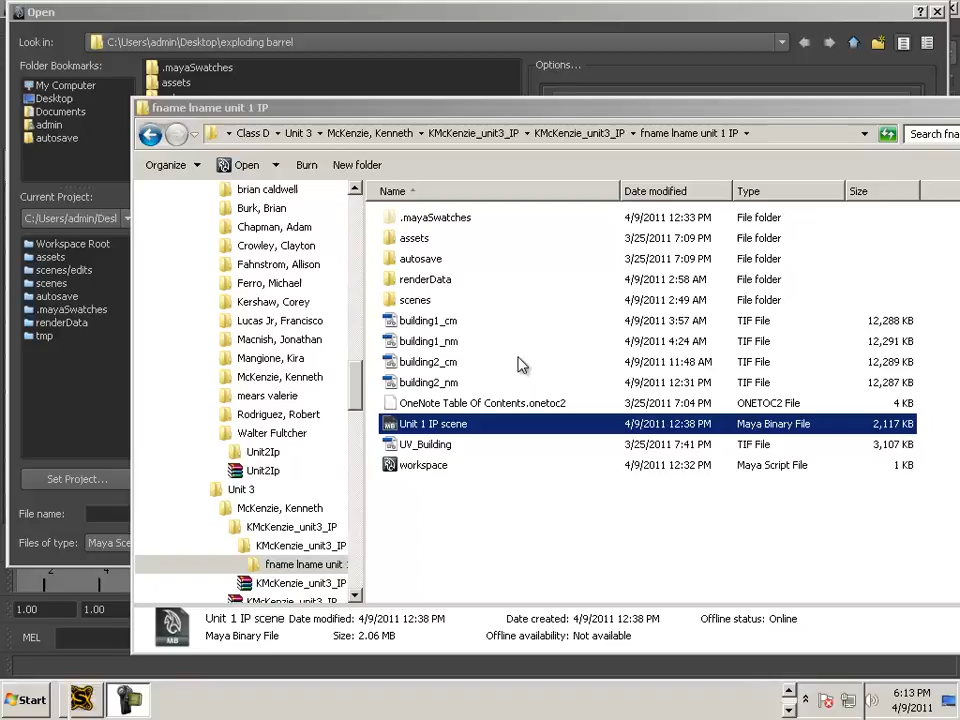 Open
Look in: C:\Users\admin\Desktop\exploding barrel
Folder Bookmarks:
My Computer
Desktop
Documents
admin
autosave
.mayaSwatches
assets
Options...
Current Project:
C:/Users/admin/Desl
Workspace Root
assets
scenes/edits
scenes
autosave
.mayaSwatches
renderData
tmp
Set Project...
File name:
Files of type: Maya Sce
fname lname unit 1 IP
Class D Unit 3 McKenzie, Kenneth KMcKenzie_unit3_IP KMcKenzie_unit3_IP fname lname unit 1 IP Search fna
Organize Open Burn New folder
brian caldwell
Burk, Brian
Chapman, Adam
Crowley, Clayton
Fahnstrom, Allison
Ferro, Michael
Kershaw, Corey
Lucas Jr, Francisco
Macnish, Jonathan
Mangione, Kira
McKenzie, Kenneth
mears valerie
Rodriguez, Robert
Walter Fultcher
Unit2Ip
Unit2Ip
Unit 3
McKenzie, Kenneth
KMcKenzie_unit3_IP
KMcKenzie_unit3_IP
fname lname unit
KMcKenzie_unit3_IP
KMcKenzie_unit3_IP
Name Date modified Type Size
.mayaSwatches 4/9/2011 12:33 PM File folder
assets 3/25/2011 7:09 PM File folder
autosave 3/25/2011 7:09 PM File folder
renderData 4/9/2011 2:58 AM File folder
scenes 4/9/2011 2:49 AM File folder
building1_cm 4/9/2011 3:57 AM TIF File 12,288 KB
building1_nm 4/9/2011 4:24 AM TIF File 12,291 KB
building2_cm 4/9/2011 11:48 AM TIF File 12,289 KB
building2_nm 4/9/2011 12:31 PM TIF File 12,287 KB
OneNote Table Of Contents.onetoc2 3/25/2011 7:04 PM ONETOC2 File 4 KB
Unit 1 IP scene 4/9/2011 12:38 PM Maya Binary File 2,117 KB
UV_Building 3/25/2011 7:41 PM TIF File 3,107 KB
workspace 4/9/2011 12:32 PM Maya Script File 1 KB
Unit 1 IP scene Date modified: 4/9/2011 12:38 PM Date created: 4/9/2011 12:38 PM Offline status: Online
Maya Binary File Size: 2.06 MB Offline availability: Not available
MB
2 4
1.00 1.00
MEL
Start
6:13 PM
4/9/2011